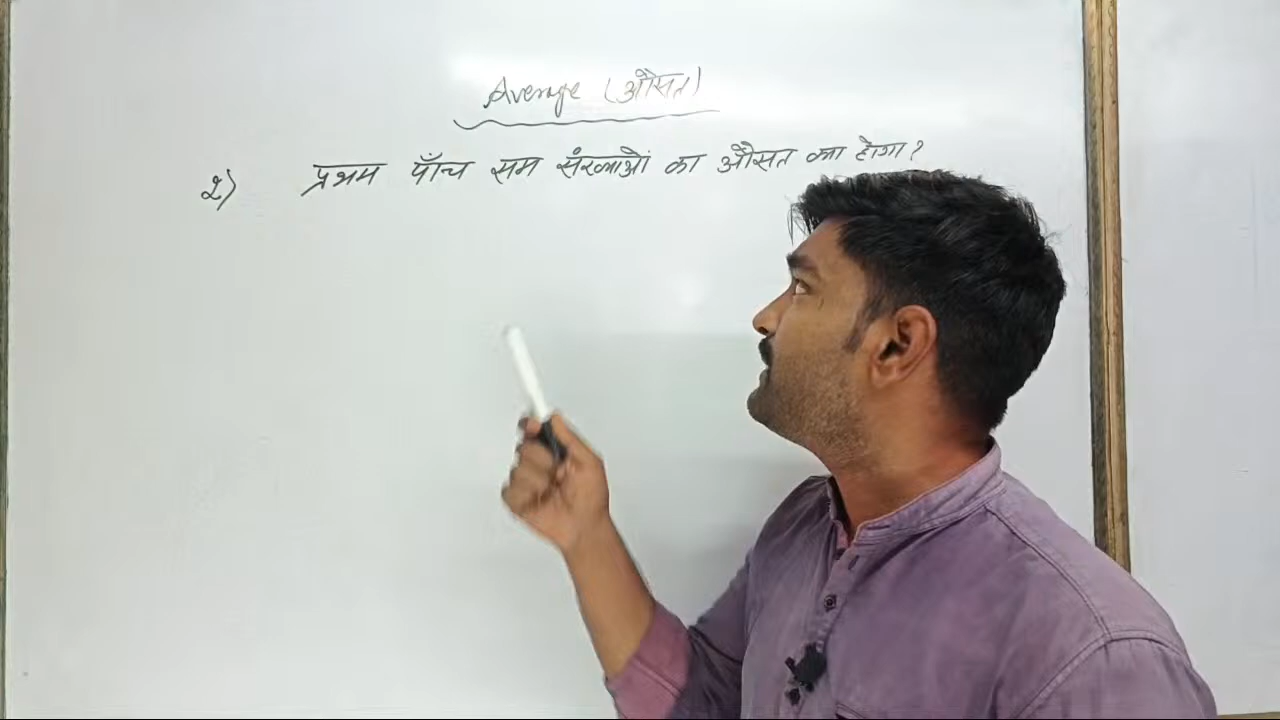 Average (औसत)
2) प्रथम पाँच सम संख्याओं का औसत क्या होगा?